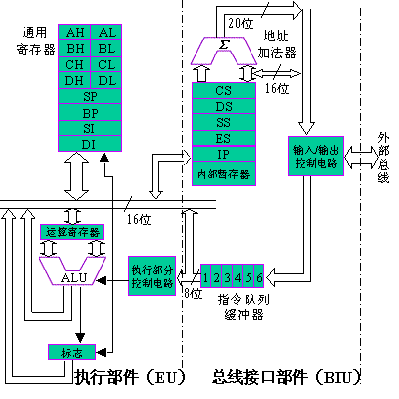 通用
寄存器
AH AL
BH BL
CH CL
DH DL
SP
BP
SI
DI
20位
地址
加法器
Σ
16位
CS
DS
SS
ES
IP
内部暂存器
输入/输出
控制电路
外部总线
16位
运算寄存器
ALU
执行部分
控制电路
8位
1 2 3 4 5 6
指令队列
缓冲器
标志
执行部件（EU）
总线接口部件（BIU）